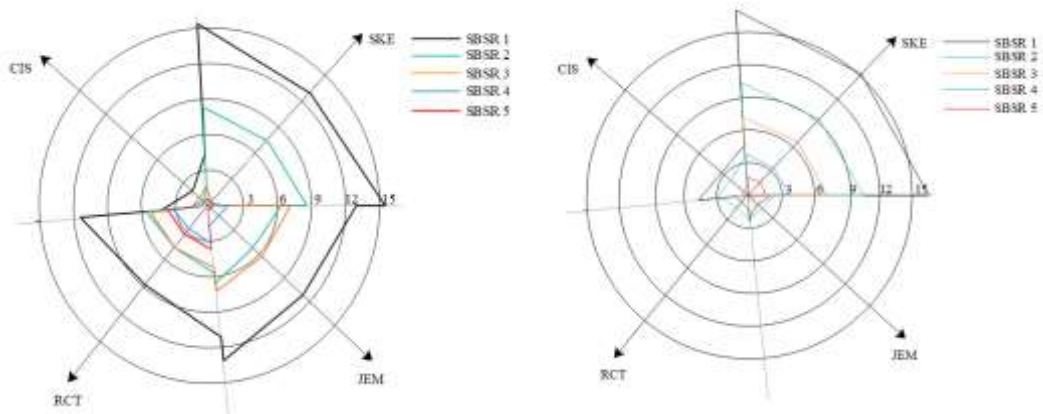 SKE
CIS
SBSR 1
SBSR 2
SBSR 3
SBSR 4
SBSR 5
3 6 9 12 15
RCT
JEM
SKE
CIS
SBSR 1
SBSR 2
SBSR 3
SBSR 4
SBSR 5
3 6 9 12 15
RCT
JEM